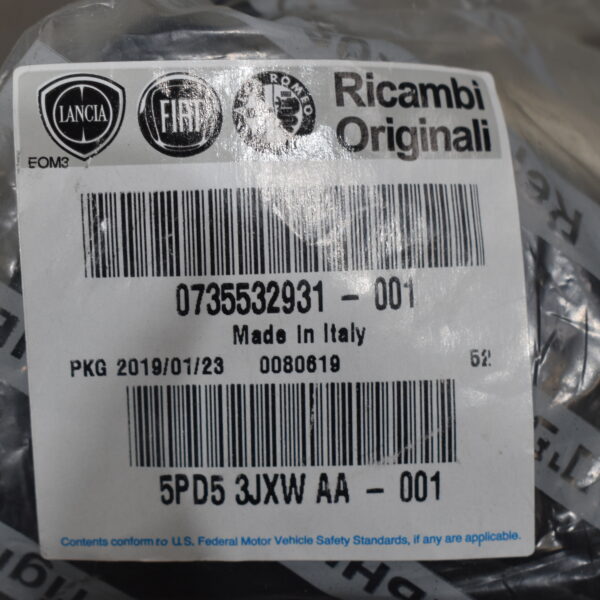 LANCIA FIAT ROMEO Ricambi
Originali
EOM3
0735532931 - 001
Made In Italy
PKG 2019/01/23 0080619 52
5PD5 3JXW AA - 001
Contents conform to U.S. Federal Motor Vehicle Safety Standards, if any are applicable.